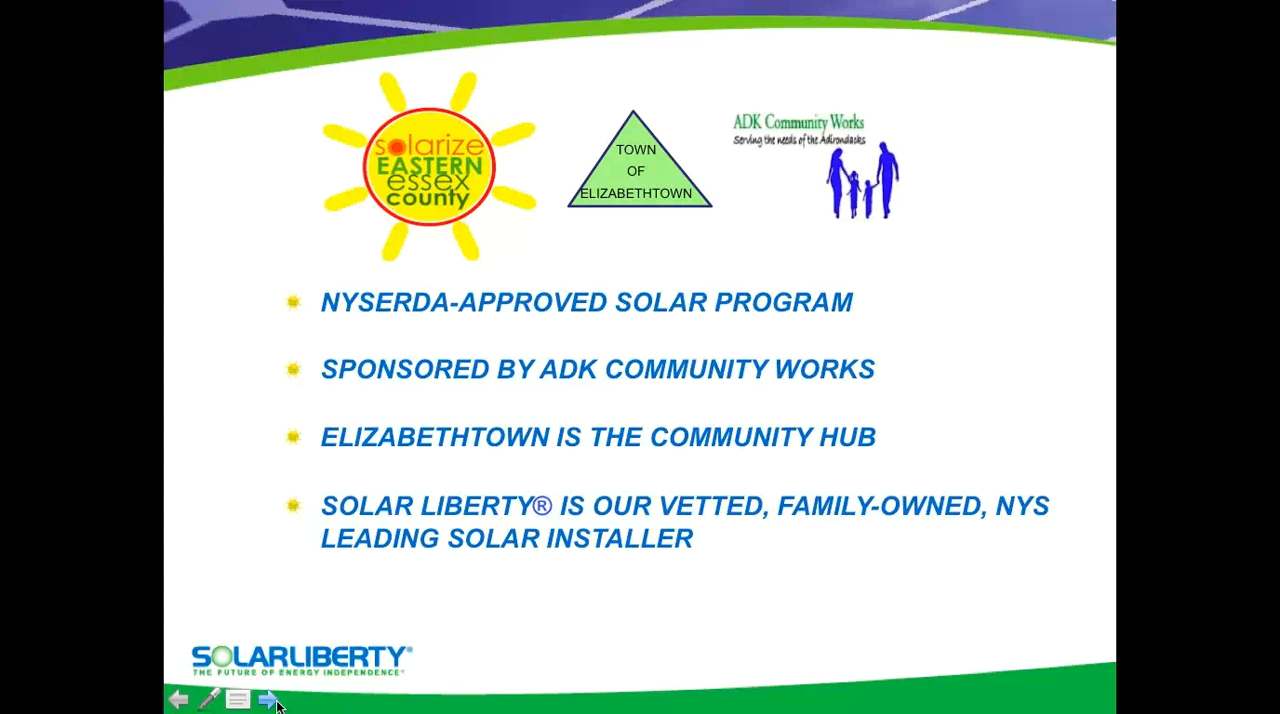 solarize
EASTERN
essex
county
TOWN
OF
ELIZABETHTOWN
ADK Community Works
Serving the needs of the Adirondacks
NYSERDA-APPROVED SOLAR PROGRAM
SPONSORED BY ADK COMMUNITY WORKS
ELIZABETHTOWN IS THE COMMUNITY HUB
SOLAR LIBERTY® IS OUR VETTED, FAMILY-OWNED, NYS
LEADING SOLAR INSTALLER
SOLARLIBERTY®
THE FUTURE OF ENERGY INDEPENDENCE®